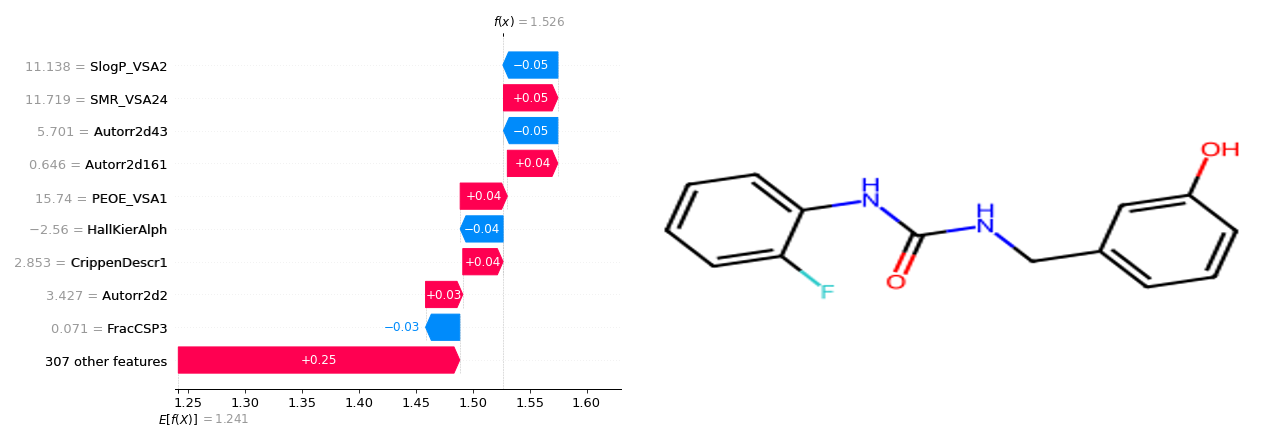 f(x) = 1.526
11.138 = SlogP_VSA2
−0.05
11.719 = SMR_VSA24
+0.05
5.701 = Autorr2d43
−0.05
0.646 = Autorr2d161
+0.04
15.74 = PEOE_VSA1
+0.04
−2.56 = HallKierAlph
−0.04
2.853 = CrippenDescr1
+0.04
3.427 = Autorr2d2
+0.03
0.071 = FracCSP3
−0.03
307 other features
+0.25
1.25 1.30 1.35 1.40 1.45 1.50 1.55 1.60
E[f(X)] = 1.241
OH
H
N
H
N
O
F